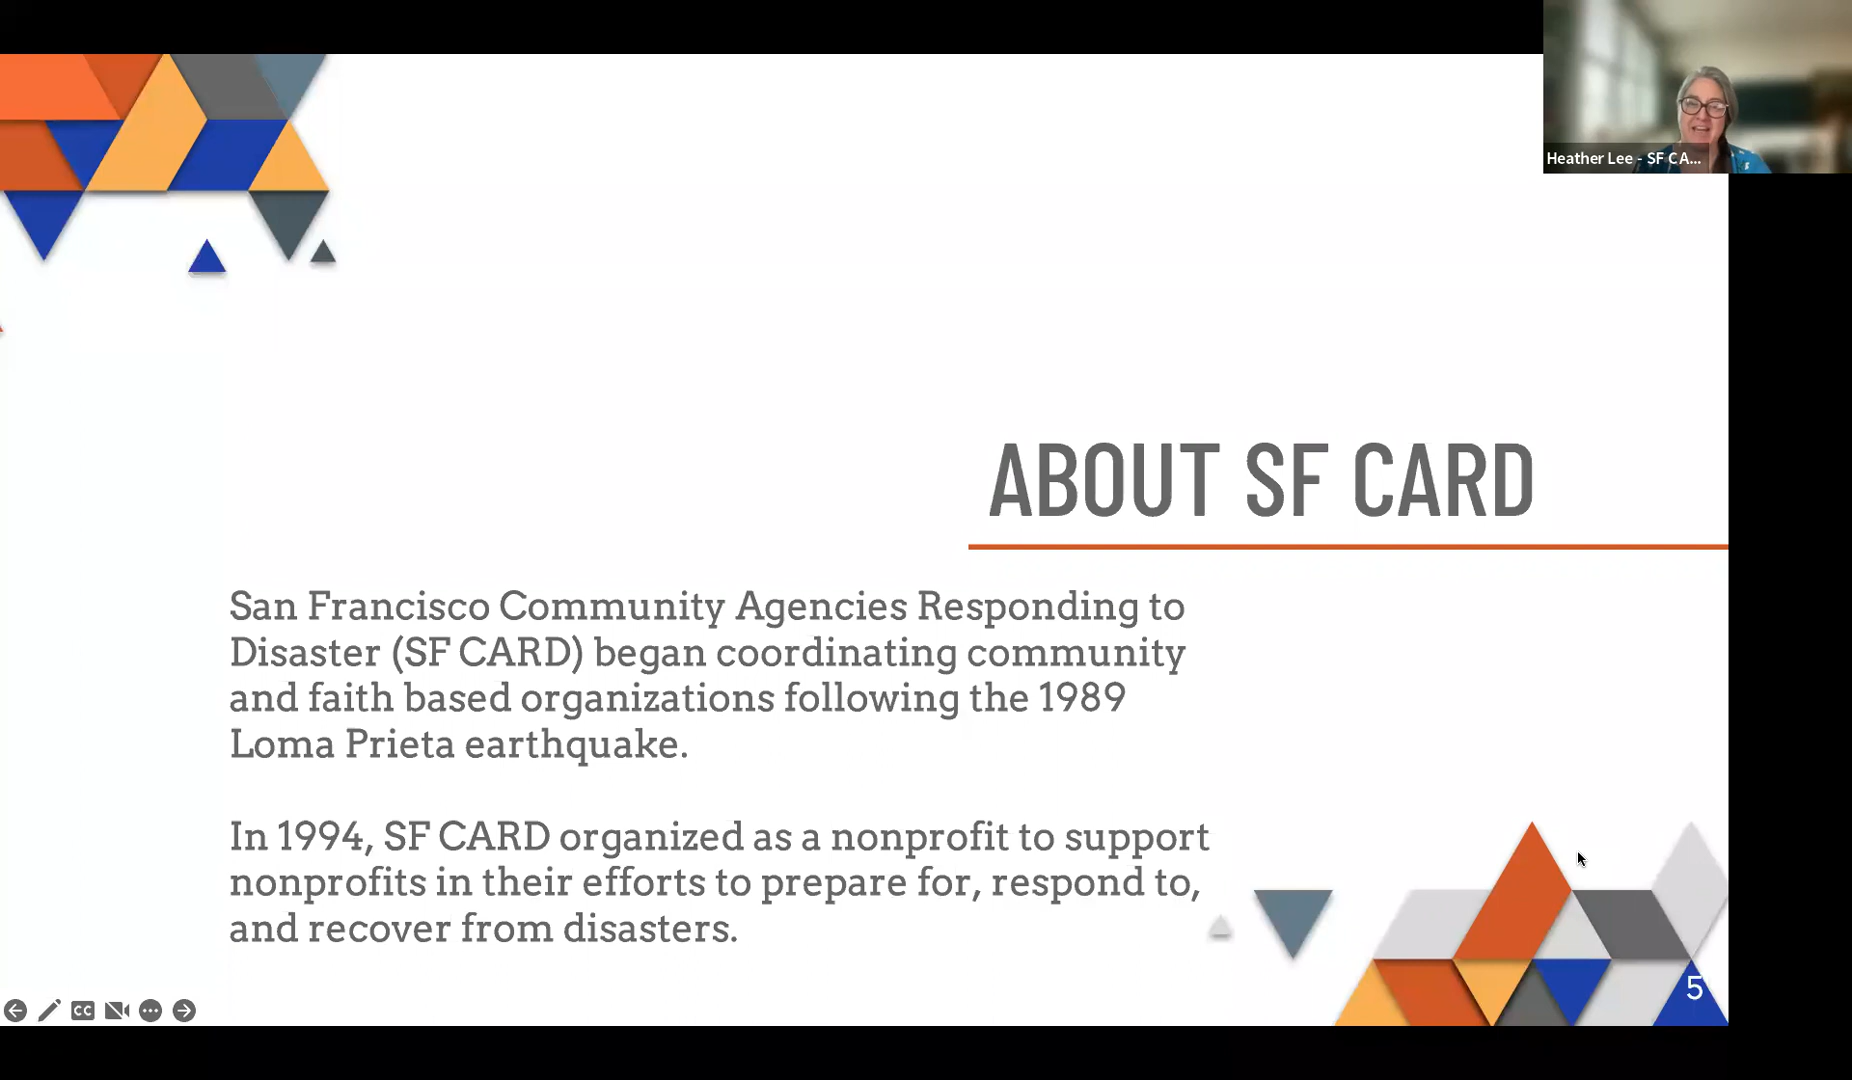 Heather Lee - SF CA...
ABOUT SF CARD
San Francisco Community Agencies Responding to
Disaster (SF CARD) began coordinating community
and faith based organizations following the 1989
Loma Prieta earthquake.
In 1994, SF CARD organized as a nonprofit to support
nonprofits in their efforts to prepare for, respond to,
and recover from disasters.
5
CC